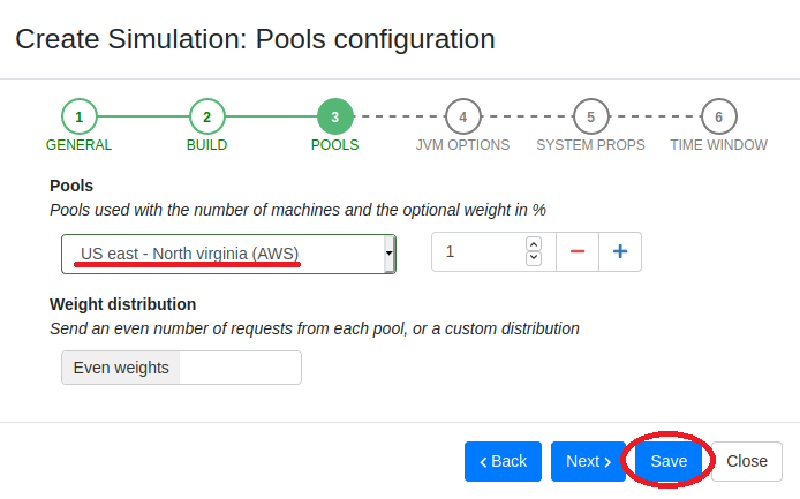 Create Simulation: Pools configuration
1 2 3 4 5 6
GENERAL BUILD POOLS JVM OPTIONS SYSTEM PROPS TIME WINDOW
Pools
Pools used with the number of machines and the optional weight in %
US east - North virginia (AWS) 1 − +
Weight distribution
Send an even number of requests from each pool, or a custom distribution
Even weights
‹ Back Next › Save Close